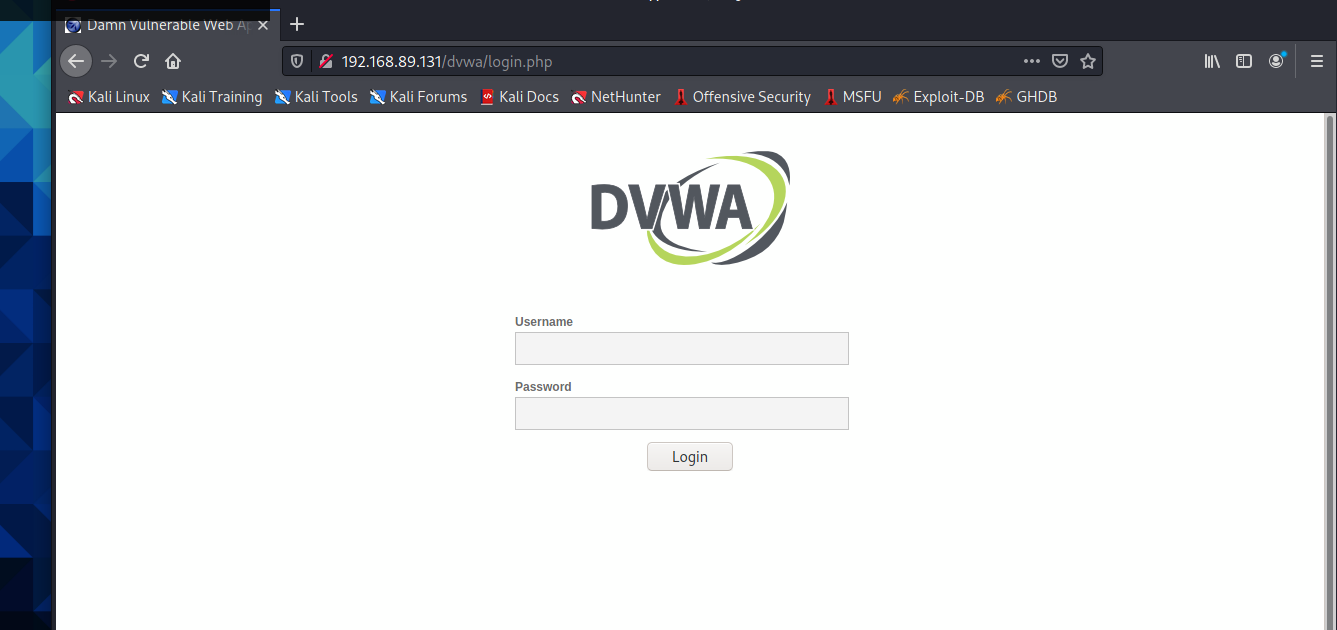 Damn Vulnerable Web Ap
192.168.89.131/dvwa/login.php
Kali Linux Kali Training Kali Tools Kali Forums Kali Docs NetHunter Offensive Security MSFU Exploit-DB GHDB
DVWA
Username
Password
Login